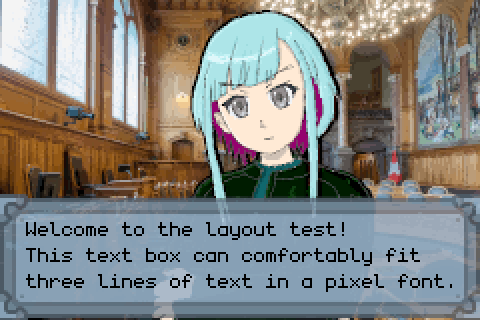 Welcome to the layout test!
This text box can comfortably fit
three lines of text in a pixel font.